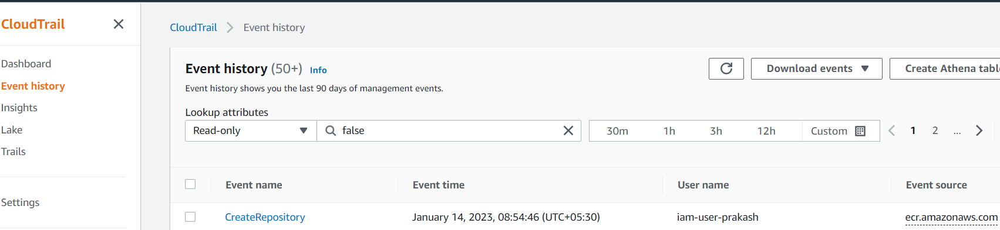 CloudTrail
Dashboard
Event history
Insights
Lake
Trails
Settings
CloudTrail > Event history
Event history (50+) Info
Download events
Create Athena table
Event history shows you the last 90 days of management events.
Lookup attributes
Read-only false 30m 1h 3h 12h Custom 1 2 ...
Event name Event time User name Event source
CreateRepository January 14, 2023, 08:54:46 (UTC+05:30) iam-user-prakash ecr.amazonaws.com